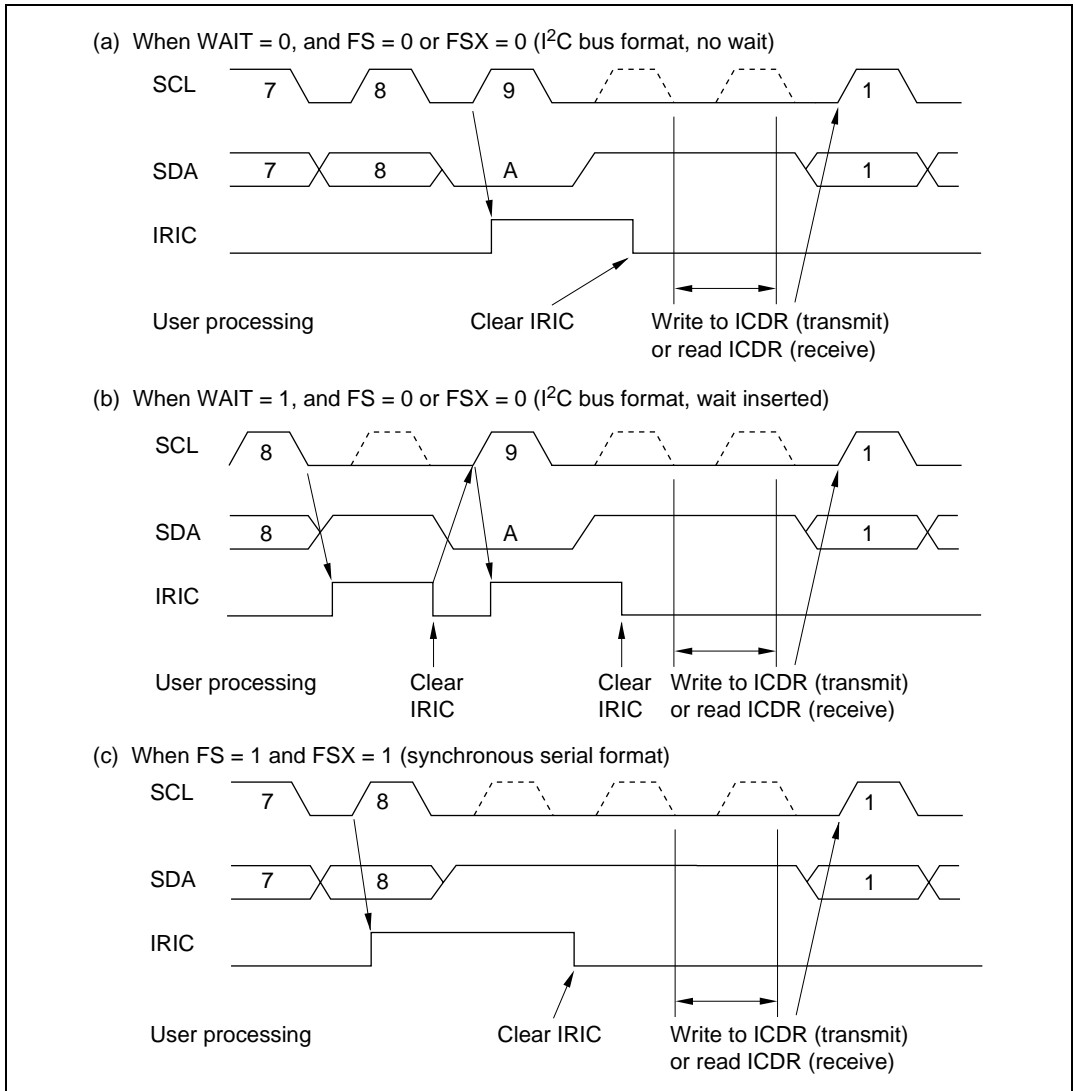 (a) When WAIT = 0, and FS = 0 or FSX = 0 (I²C bus format, no wait)
SCL 7 8 9 1
SDA 7 8 A 1
IRIC
User processing Clear IRIC Write to ICDR (transmit)
or read ICDR (receive)
(b) When WAIT = 1, and FS = 0 or FSX = 0 (I²C bus format, wait inserted)
SCL 8 9 1
SDA 8 A 1
IRIC
User processing Clear Clear Write to ICDR (transmit)
IRIC IRIC or read ICDR (receive)
(c) When FS = 1 and FSX = 1 (synchronous serial format)
SCL 7 8 1
SDA 7 8 1
IRIC
User processing Clear IRIC Write to ICDR (transmit)
or read ICDR (receive)